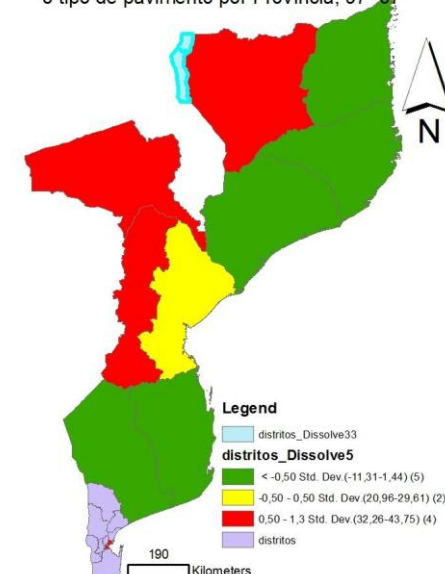 o tipo de pavimento por Província, 97
N
Legend
distritos_Dissolve33
distritos_Dissolve5
< -0,50 Std. Dev.(-11,31-1,44) (5)
-0,50 - 0,50 Std. Dev.(20,96-29,61) (2)
0,50 - 1,3 Std. Dev.(32,26-43,75) (4)
distritos
190
Kilometers